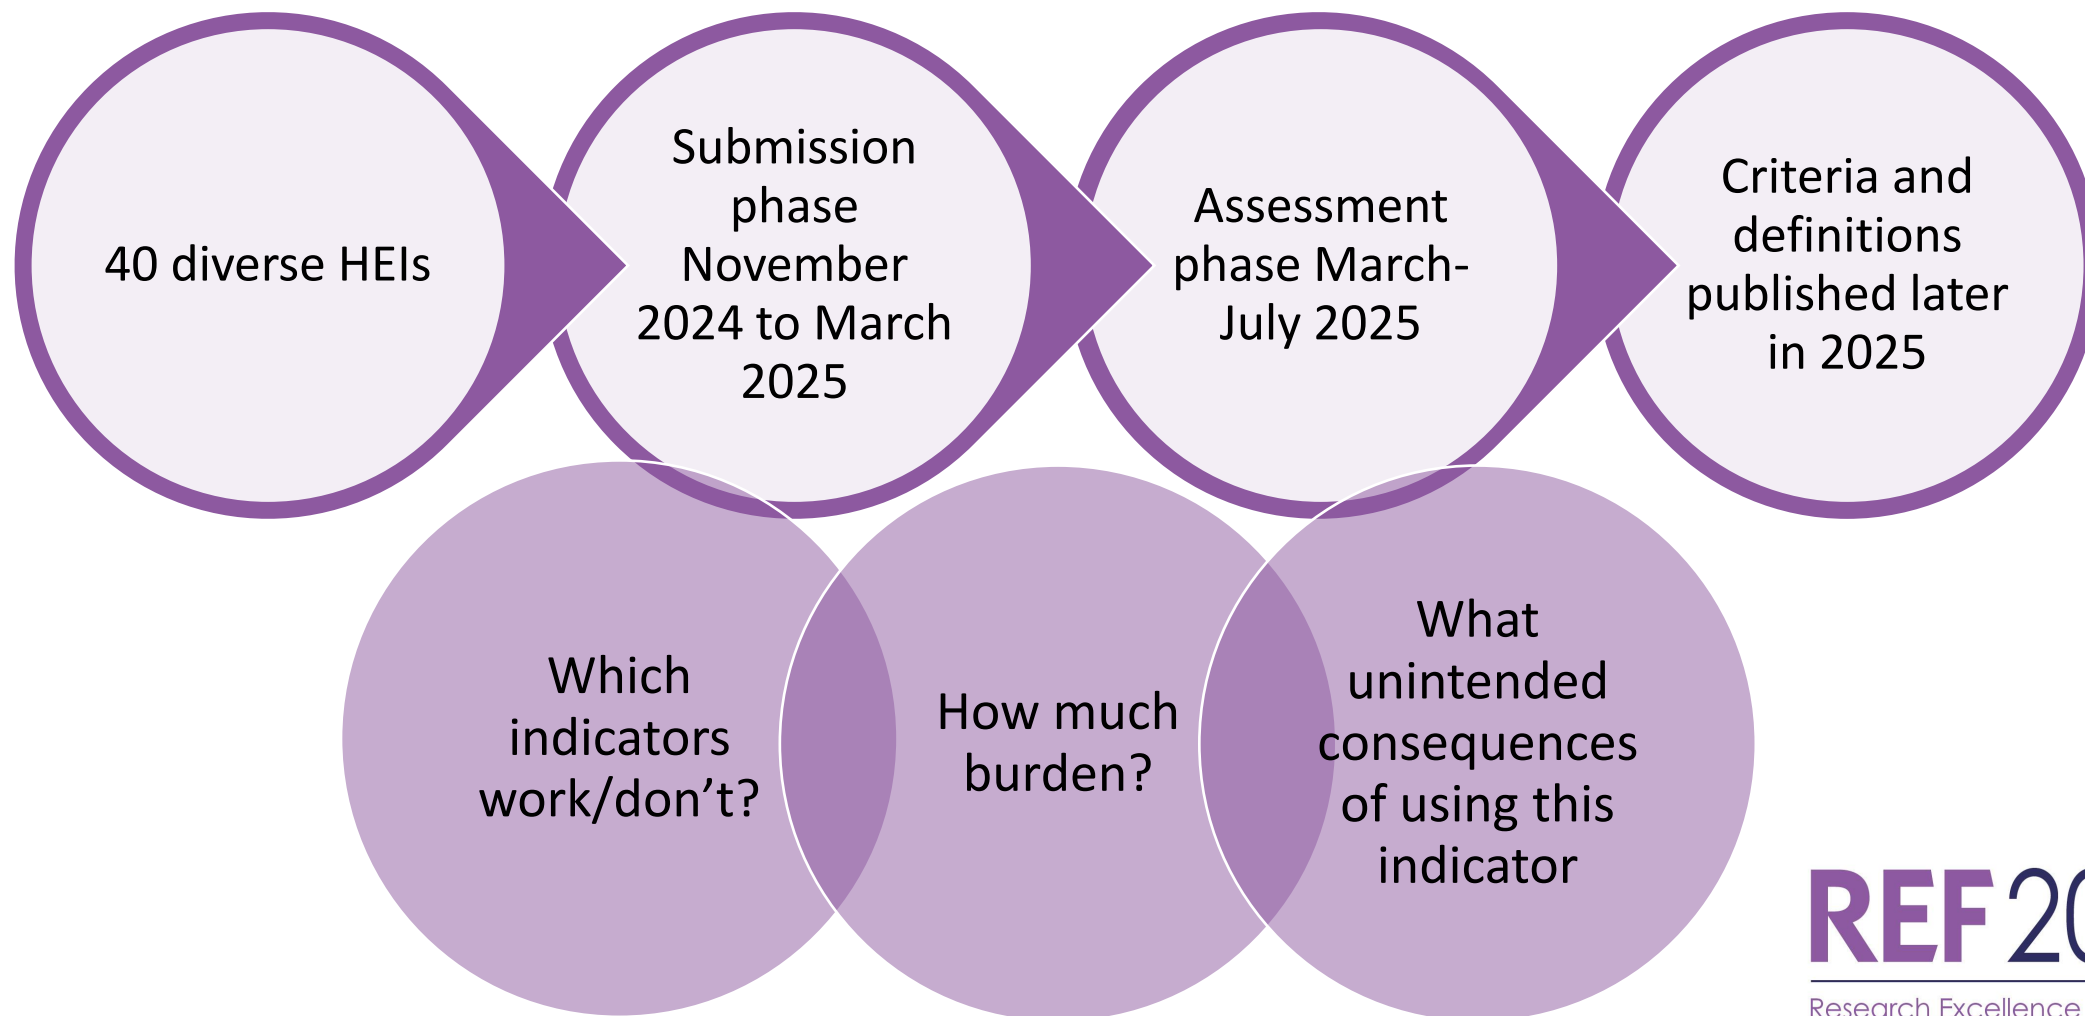 40 diverse HEIs
Submission
phase
November
2024 to March
2025
Assessment
phase March-
July 2025
Criteria and
definitions
published later
in 2025
Which
indicators
work/don’t?
How much
burden?
What
unintended
consequences
of using this
indicator
REF 20
Research Excellence